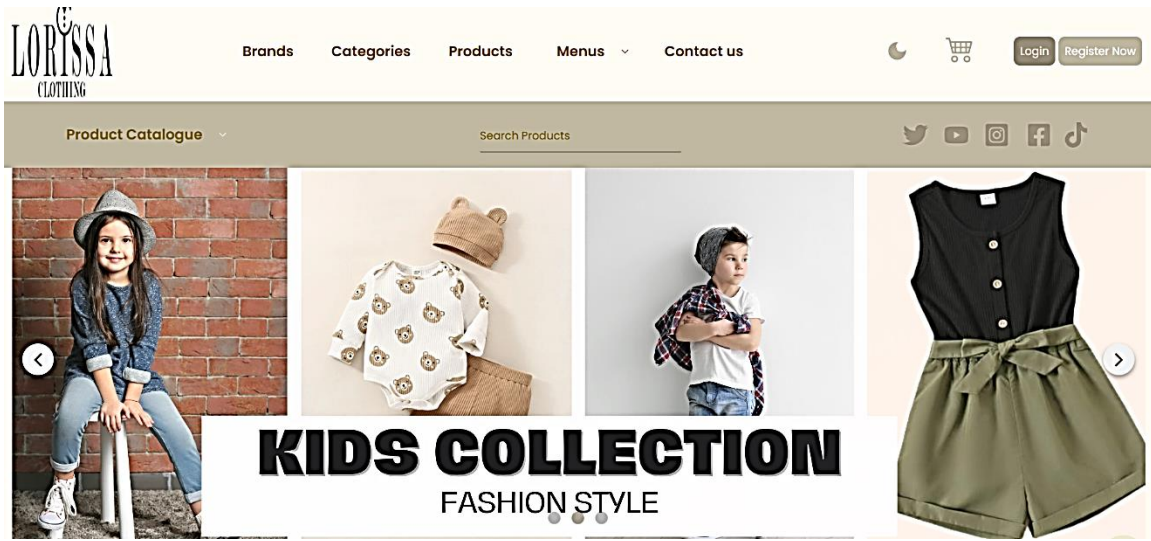 LORISSA
CLOTHING
Brands Categories Products Menus Contact us Login Register Now
Product Catalogue Search Products
KIDS COLLECTION
FASHION STYLE